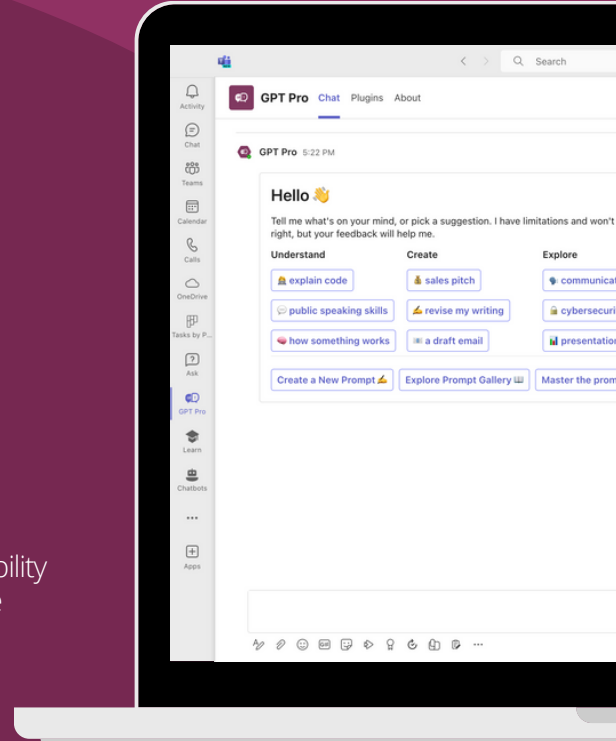 Search
GPT Pro Chat Plugins About
Activity
Chat
Teams
Calendar
Calls
OneDrive
Tasks by P...
Ask
GPT Pro
Learn
Chatbots
Apps
GPT Pro 5:22 PM
Hello 👋
Tell me what's on your mind, or pick a suggestion. I have limitations and won't
right, but your feedback will help me.
Understand Create Explore
explain code sales pitch communicat
public speaking skills revise my writing cybersecuri
how something works a draft email presentation
Create a New Prompt Explore Prompt Gallery Master the prom
GIF
bility
e